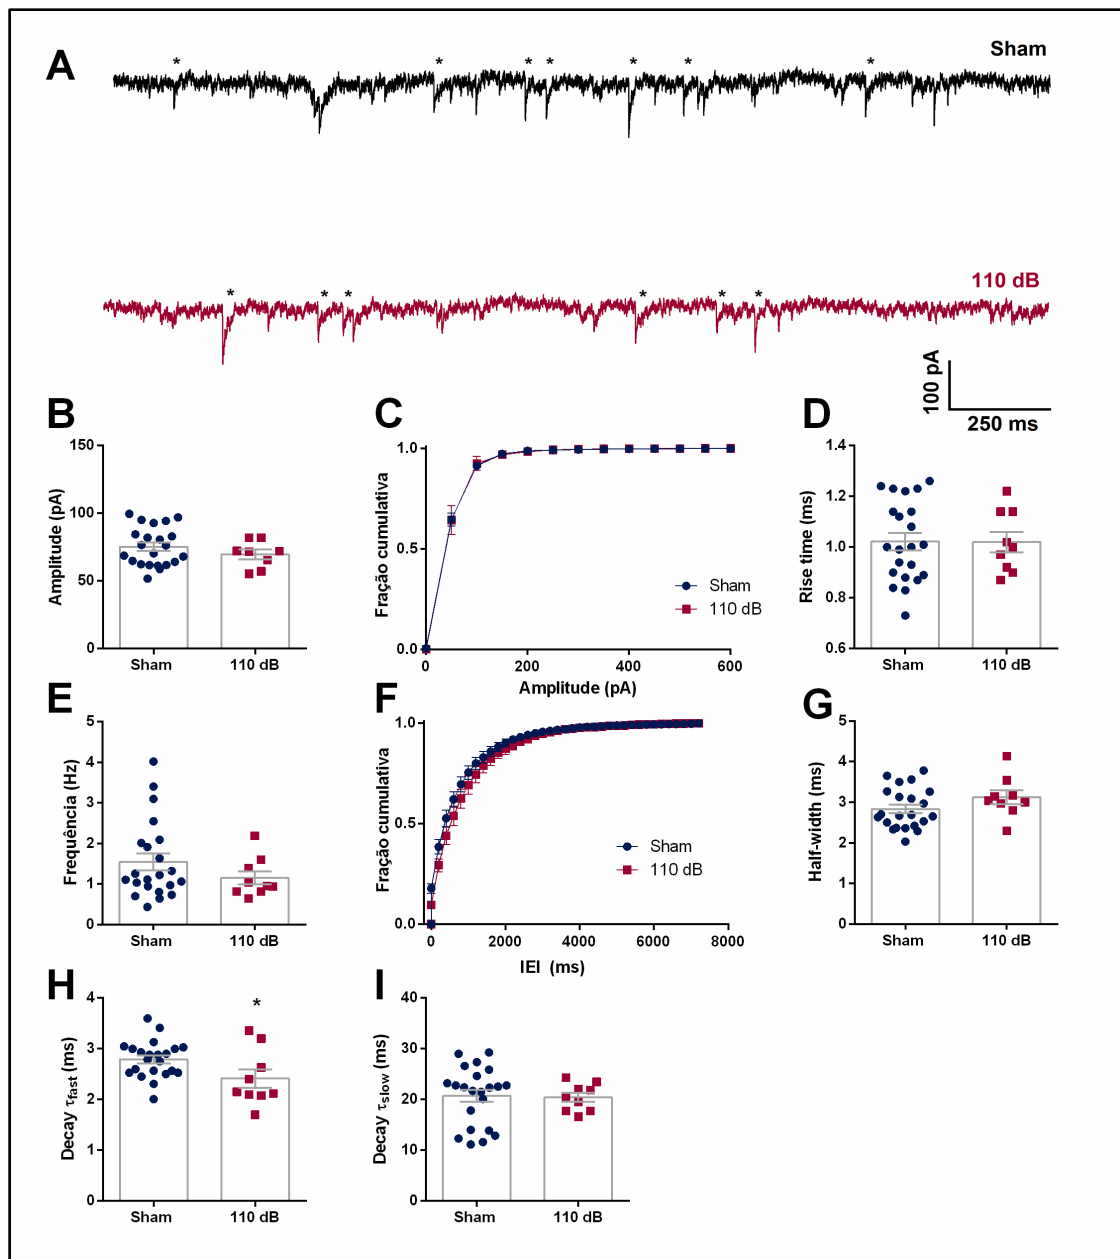 A
* * * * * * *
Sham
* * * * * *
110 dB
100 pA
250 ms
B
150
100
50
0
Amplitude (pA)
Sham
110 dB
C
1.0
0.5
0.0
Fração cumulativa
Sham
110 dB
0
200
400
600
Amplitude (pA)
D
1.4
1.2
1.0
0.8
0.6
Rise time (ms)
Sham
110 dB
E
5
4
3
2
1
0
Frequência (Hz)
Sham
110 dB
F
1.0
0.5
0.0
Fração cumulativa
Sham
110 dB
0
2000
4000
6000
8000
IEI (ms)
G
5
4
3
2
1
0
Half-width (ms)
Sham
110 dB
H
4
3
2
1
0
Decay τfast (ms)
*
Sham
110 dB
I
40
30
20
10
0
Decay τslow (ms)
Sham
110 dB